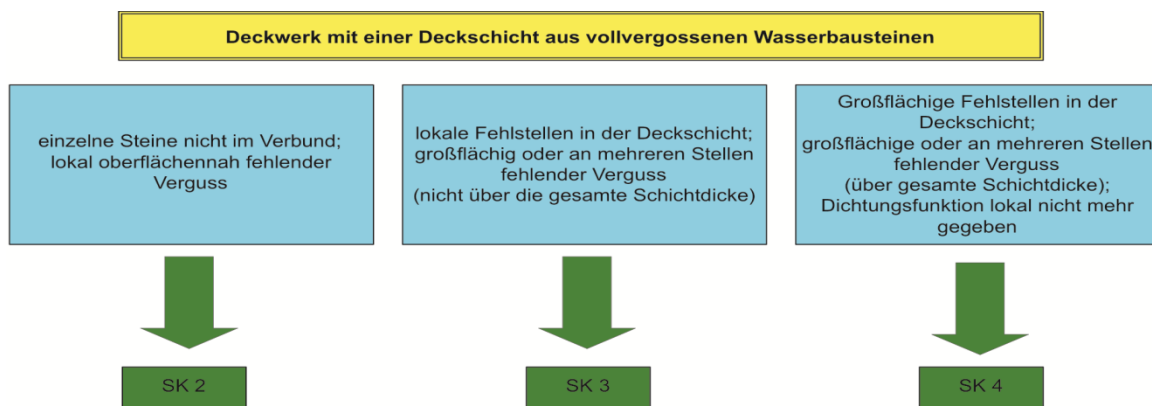 Deckwerk mit einer Deckschicht aus vollvergossenen Wasserbausteinen
einzelne Steine nicht im Verbund;
lokal oberflächennah fehlender
Verguss
lokale Fehlstellen in der Deckschicht;
großflächig oder an mehreren Stellen
fehlender Verguss
(nicht über die gesamte Schichtdicke)
Großflächige Fehlstellen in der
Deckschicht;
großflächige oder an mehreren Stellen
fehlender Verguss
(über gesamte Schichtdicke);
Dichtungsfunktion lokal nicht mehr
gegeben
SK 2
SK 3
SK 4